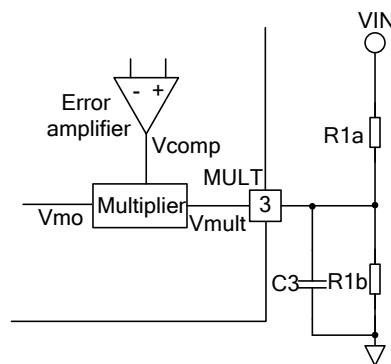 VIN
- +
Error
amplifier
R1a
Vcomp
MULT
Multiplier
3
Vmo
Vmult
C3
R1b